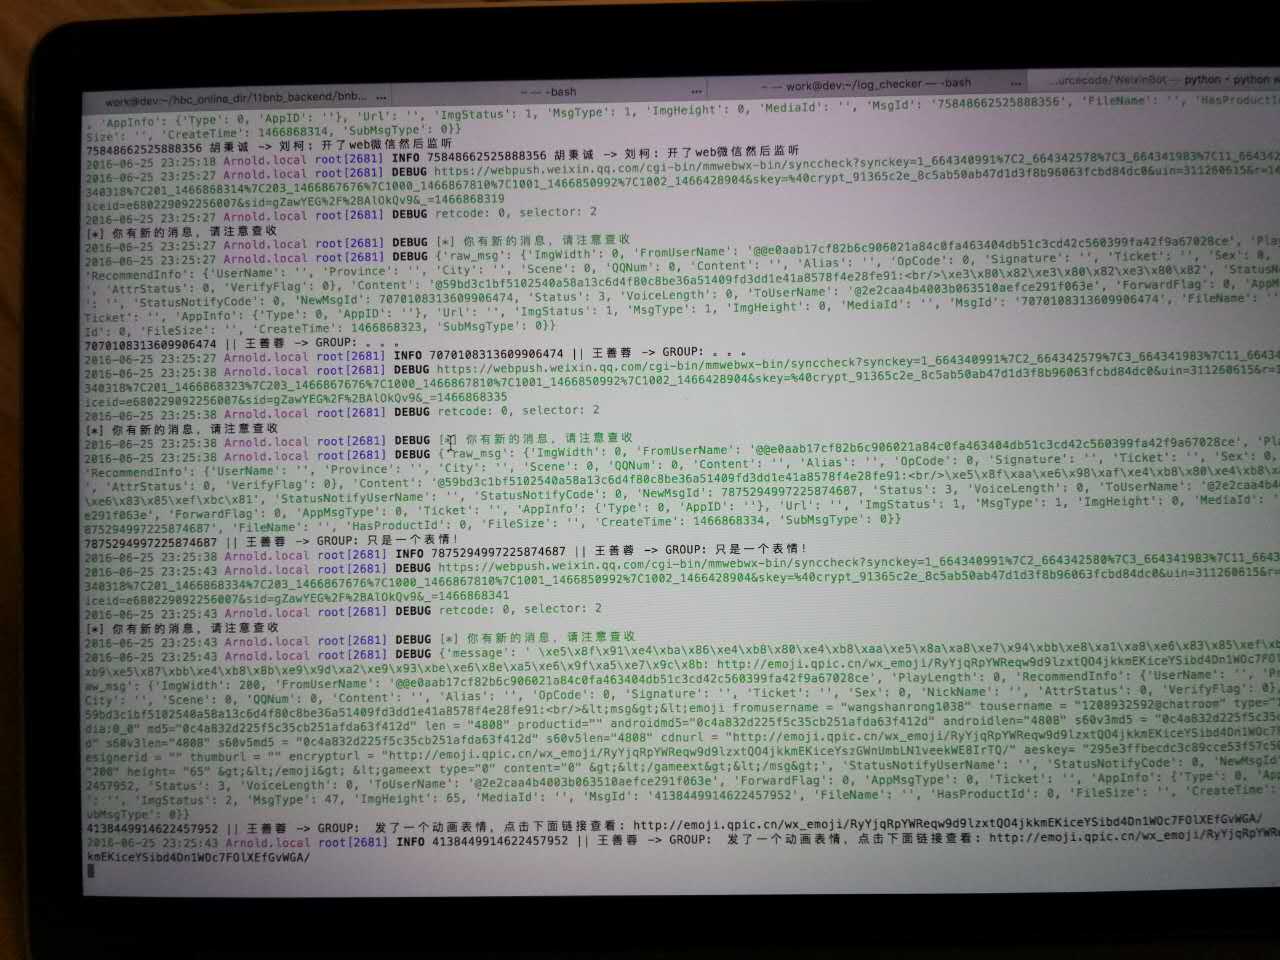 work@dev:~/hbc_online_dir/11bnb_backend/bnb... ... ~ — -bash ... ~ — work@dev:~/log_checker — -bash ... ...urcecode/WeixinBot — python • python
, 'AppInfo': {'Type': 0, 'AppID': ''}, 'Url': '', 'ImgStatus': 1, 'MsgType': 1, 'ImgHeight': 0, 'MediaId': '', 'MsgId': '75848662525888356', 'FileName': '', 'HasProductId
Size': '', 'CreateTime': 1466868314, 'SubMsgType': 0}}
75848662525888356 胡秉诚 -> 刘柯: 开了web微信然后监听
2016-06-25 23:25:18 Arnold.local root[2681] INFO 75848662525888356 胡秉诚 -> 刘柯: 开了web微信然后监听
2016-06-25 23:25:27 Arnold.local root[2681] DEBUG https://webpush.weixin.qq.com/cgi-bin/mmwebwx-bin/synccheck?synckey=1_664340991%7C2_664342578%7C3_664341983%7C11_664342
340318%7C201_1466868314%7C203_1466867676%7C1000_1466867810%7C1001_1466850992%7C1002_1466428904&skey=%40crypt_91365c2e_8c5ab50ab47d1d3f8b96063fcbd84dc0&uin=311260615&r=14
iceid=e680229092256007&sid=gZawYEG%2F%2BAlOkQv9&_=1466868319
2016-06-25 23:25:27 Arnold.local root[2681] DEBUG retcode: 0, selector: 2
[*] 你有新的消息，请注意查收
2016-06-25 23:25:27 Arnold.local root[2681] DEBUG [*] 你有新的消息，请注意查收
2016-06-25 23:25:27 Arnold.local root[2681] DEBUG {'raw_msg': {'ImgWidth': 0, 'FromUserName': '@@e0aab17cf82b6c906021a84c0fa463404db51c3cd42c560399fa42f9a67028ce', 'Play
'RecommendInfo': {'UserName': '', 'Province': '', 'City': '', 'Scene': 0, 'QQNum': 0, 'Content': '', 'Alias': '', 'OpCode': 0, 'Signature': '', 'Ticket': '', 'Sex': 0,
', 'AttrStatus': 0, 'VerifyFlag': 0}, 'Content': '@59bd3c1bf5102540a58a13c6d4f80c8be36a51409fd3dd1e41a8578f4e28fe91:<br/>\xe3\x80\x82\xe3\x80\x82\xe3\x80\x82', 'StatusN
': '', 'StatusNotifyCode': 0, 'NewMsgId': 7070108313609906474, 'Status': 3, 'VoiceLength': 0, 'ToUserName': '@2e2caa4b4003b063510aefce291f063e', 'ForwardFlag': 0, 'AppM
Ticket': '', 'AppInfo': {'Type': 0, 'AppID': ''}, 'Url': '', 'ImgStatus': 1, 'MsgType': 1, 'ImgHeight': 0, 'MediaId': '', 'MsgId': '7070108313609906474', 'FileName': '',
Id': 0, 'FileSize': '', 'CreateTime': 1466868323, 'SubMsgType': 0}}
7070108313609906474 || 王善蓉 -> GROUP: 。。。
2016-06-25 23:25:27 Arnold.local root[2681] INFO 7070108313609906474 || 王善蓉 -> GROUP: 。。。
2016-06-25 23:25:38 Arnold.local root[2681] DEBUG https://webpush.weixin.qq.com/cgi-bin/mmwebwx-bin/synccheck?synckey=1_664340991%7C2_664342579%7C3_664341983%7C11_66434
340318%7C201_1466868323%7C203_1466867676%7C1000_1466867810%7C1001_1466850992%7C1002_1466428904&skey=%40crypt_91365c2e_8c5ab50ab47d1d3f8b96063fcbd84dc0&uin=311260615&r=1
iceid=e680229092256007&sid=gZawYEG%2F%2BAlOkQv9&_=1466868335
2016-06-25 23:25:38 Arnold.local root[2681] DEBUG retcode: 0, selector: 2
[*] 你有新的消息，请注意查收
2016-06-25 23:25:38 Arnold.local root[2681] DEBUG [*] 你有新的消息，请注意查收
2016-06-25 23:25:38 Arnold.local root[2681] DEBUG {'raw_msg': {'ImgWidth': 0, 'FromUserName': '@@e0aab17cf82b6c906021a84c0fa463404db51c3cd42c560399fa42f9a67028ce', 'Pla
'RecommendInfo': {'UserName': '', 'Province': '', 'City': '', 'Scene': 0, 'QQNum': 0, 'Content': '', 'Alias': '', 'OpCode': 0, 'Signature': '', 'Ticket': '', 'Sex': 0,
', 'AttrStatus': 0, 'VerifyFlag': 0}, 'Content': '@59bd3c1bf5102540a58a13c6d4f80c8be36a51409fd3dd1e41a8578f4e28fe91:<br/>\xe5\x8f\xaa\xe6\x98\xaf\xe4\xb8\x80\xe4\xb8\x
\xe6\x83\x85\xef\xbc\x81', 'StatusNotifyUserName': '', 'StatusNotifyCode': 0, 'NewMsgId': 7875294997225874687, 'Status': 3, 'VoiceLength': 0, 'ToUserName': '@2e2caa4b4
e291f063e', 'ForwardFlag': 0, 'AppMsgType': 0, 'Ticket': '', 'AppInfo': {'Type': 0, 'AppID': ''}, 'Url': '', 'ImgStatus': 1, 'MsgType': 1, 'ImgHeight': 0, 'MediaId': '
875294997225874687', 'FileName': '', 'HasProductId': 0, 'FileSize': '', 'CreateTime': 1466868334, 'SubMsgType': 0}}
7875294997225874687 || 王善蓉 -> GROUP: 只是一个表情！
2016-06-25 23:25:38 Arnold.local root[2681] INFO 7875294997225874687 || 王善蓉 -> GROUP: 只是一个表情！
2016-06-25 23:25:43 Arnold.local root[2681] DEBUG https://webpush.weixin.qq.com/cgi-bin/mmwebwx-bin/synccheck?synckey=1_664340991%7C2_664342580%7C3_664341983%7C11_664
340318%7C201_1466868334%7C203_1466867676%7C1000_1466867810%7C1001_1466850992%7C1002_1466428904&skey=%40crypt_91365c2e_8c5ab50ab47d1d3f8b96063fcbd84dc0&uin=311260615&r
iceid=e680229092256007&sid=gZawYEG%2F%2BAlOkQv9&_=1466868341
2016-06-25 23:25:43 Arnold.local root[2681] DEBUG retcode: 0, selector: 2
[*] 你有新的消息，请注意查收
2016-06-25 23:25:43 Arnold.local root[2681] DEBUG [*] 你有新的消息，请注意查收
2016-06-25 23:25:43 Arnold.local root[2681] DEBUG {'message': ' \xe5\x8f\x91\xe4\xba\x86\xe4\xb8\x80\xe4\xb8\xaa\xe5\x8a\xa8\xe7\x94\xbb\xe8\xa1\xa8\xe6\x83\x85\xef\xb
xb9\xe5\x87\xbb\xe4\xb8\x8b\xe9\x9d\xa2\xe9\x93\xbe\xe6\x8e\xa5\xe6\x9f\xa5\xe7\x9c\x8b: http://emoji.qpic.cn/wx_emoji/RyYjqRpYWReqw9d9lzxtQO4jkkmEKiceYSibd4Dn1WOc7FO
aw_msg': {'ImgWidth': 200, 'FromUserName': '@@e0aab17cf82b6c906021a84c0fa463404db51c3cd42c560399fa42f9a67028ce', 'PlayLength': 0, 'RecommendInfo': {'UserName': '', 'Pr
City': '', 'Scene': 0, 'QQNum': 0, 'Content': '', 'Alias': '', 'OpCode': 0, 'Signature': '', 'Ticket': '', 'Sex': 0, 'NickName': '', 'AttrStatus': 0, 'VerifyFlag': 0}
59bd3c1bf5102540a58a13c6d4f80c8be36a51409fd3dd1e41a8578f4e28fe91:<br/>&lt;msg&gt;&lt;emoji fromusername = "wangshanrong1038" tousername = "1208932592@chatroom" type="
dia:0_0" md5="0c4a832d225f5c35cb251afda63f412d" len = "4808" productid="" androidmd5="0c4a832d225f5c35cb251afda63f412d" androidlen="4808" s60v3md5 = "0c4a832d225f5c35c
d" s60v3len="4808" s60v5md5 = "0c4a832d225f5c35cb251afda63f412d" s60v5len="4808" cdnurl = "http://emoji.qpic.cn/wx_emoji/RyYjqRpYWReqw9d9lzxtQO4jkkmEKiceYSibd4Dn1WOc7
esignerid = "" thumburl = "" encrypturl = "http://emoji.qpic.cn/wx_emoji/RyYjqRpYWReqw9d9lzxtQO4jkkmEKiceYszGWnUmbLN1veekWE8IrTQ/" aeskey= "295e3ffbecdc3c89cce53f57c5
"200" height= "65" &gt;&lt;/emoji&gt; &lt;gameext type="0" content="0" &gt;&lt;/gameext&gt;&lt;/msg&gt;', 'StatusNotifyUserName': '', 'StatusNotifyCode': 0, 'NewMsgId
2457952, 'Status': 3, 'VoiceLength': 0, 'ToUserName': '@2e2caa4b4003b063510aefce291f063e', 'ForwardFlag': 0, 'AppMsgType': 0, 'Ticket': '', 'AppInfo': {'Type': 0, 'Ap
': '', 'ImgStatus': 2, 'MsgType': 47, 'ImgHeight': 65, 'MediaId': '', 'MsgId': '4138449914622457952', 'FileName': '', 'HasProductId': 0, 'FileSize': '', 'CreateTime':
ubMsgType': 0}}
4138449914622457952 || 王善蓉 -> GROUP: 发了一个动画表情，点击下面链接查看: http://emoji.qpic.cn/wx_emoji/RyYjqRpYWReqw9d9lzxtQO4jkkmEKiceYSibd4Dn1WOc7FOlXEfGvWGA/
2016-06-25 23:25:43 Arnold.local root[2681] INFO 4138449914622457952 || 王善蓉 -> GROUP: 发了一个动画表情，点击下面链接查看: http://emoji.qpic.cn/wx_emoji/RyYjqRpYWRe
kmEKiceYSibd4Dn1WOc7FOlXEfGvWGA/